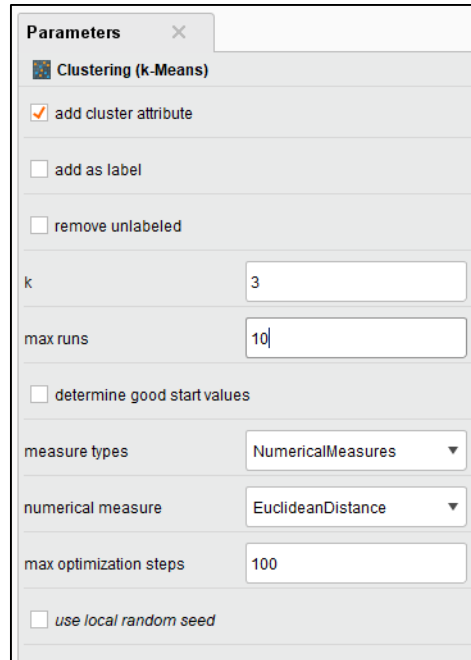 Parameters
Clustering (k-Means)
add cluster attribute
add as label
remove unlabeled
k 3
max runs 10
determine good start values
measure types NumericalMeasures
numerical measure EuclideanDistance
max optimization steps 100
use local random seed